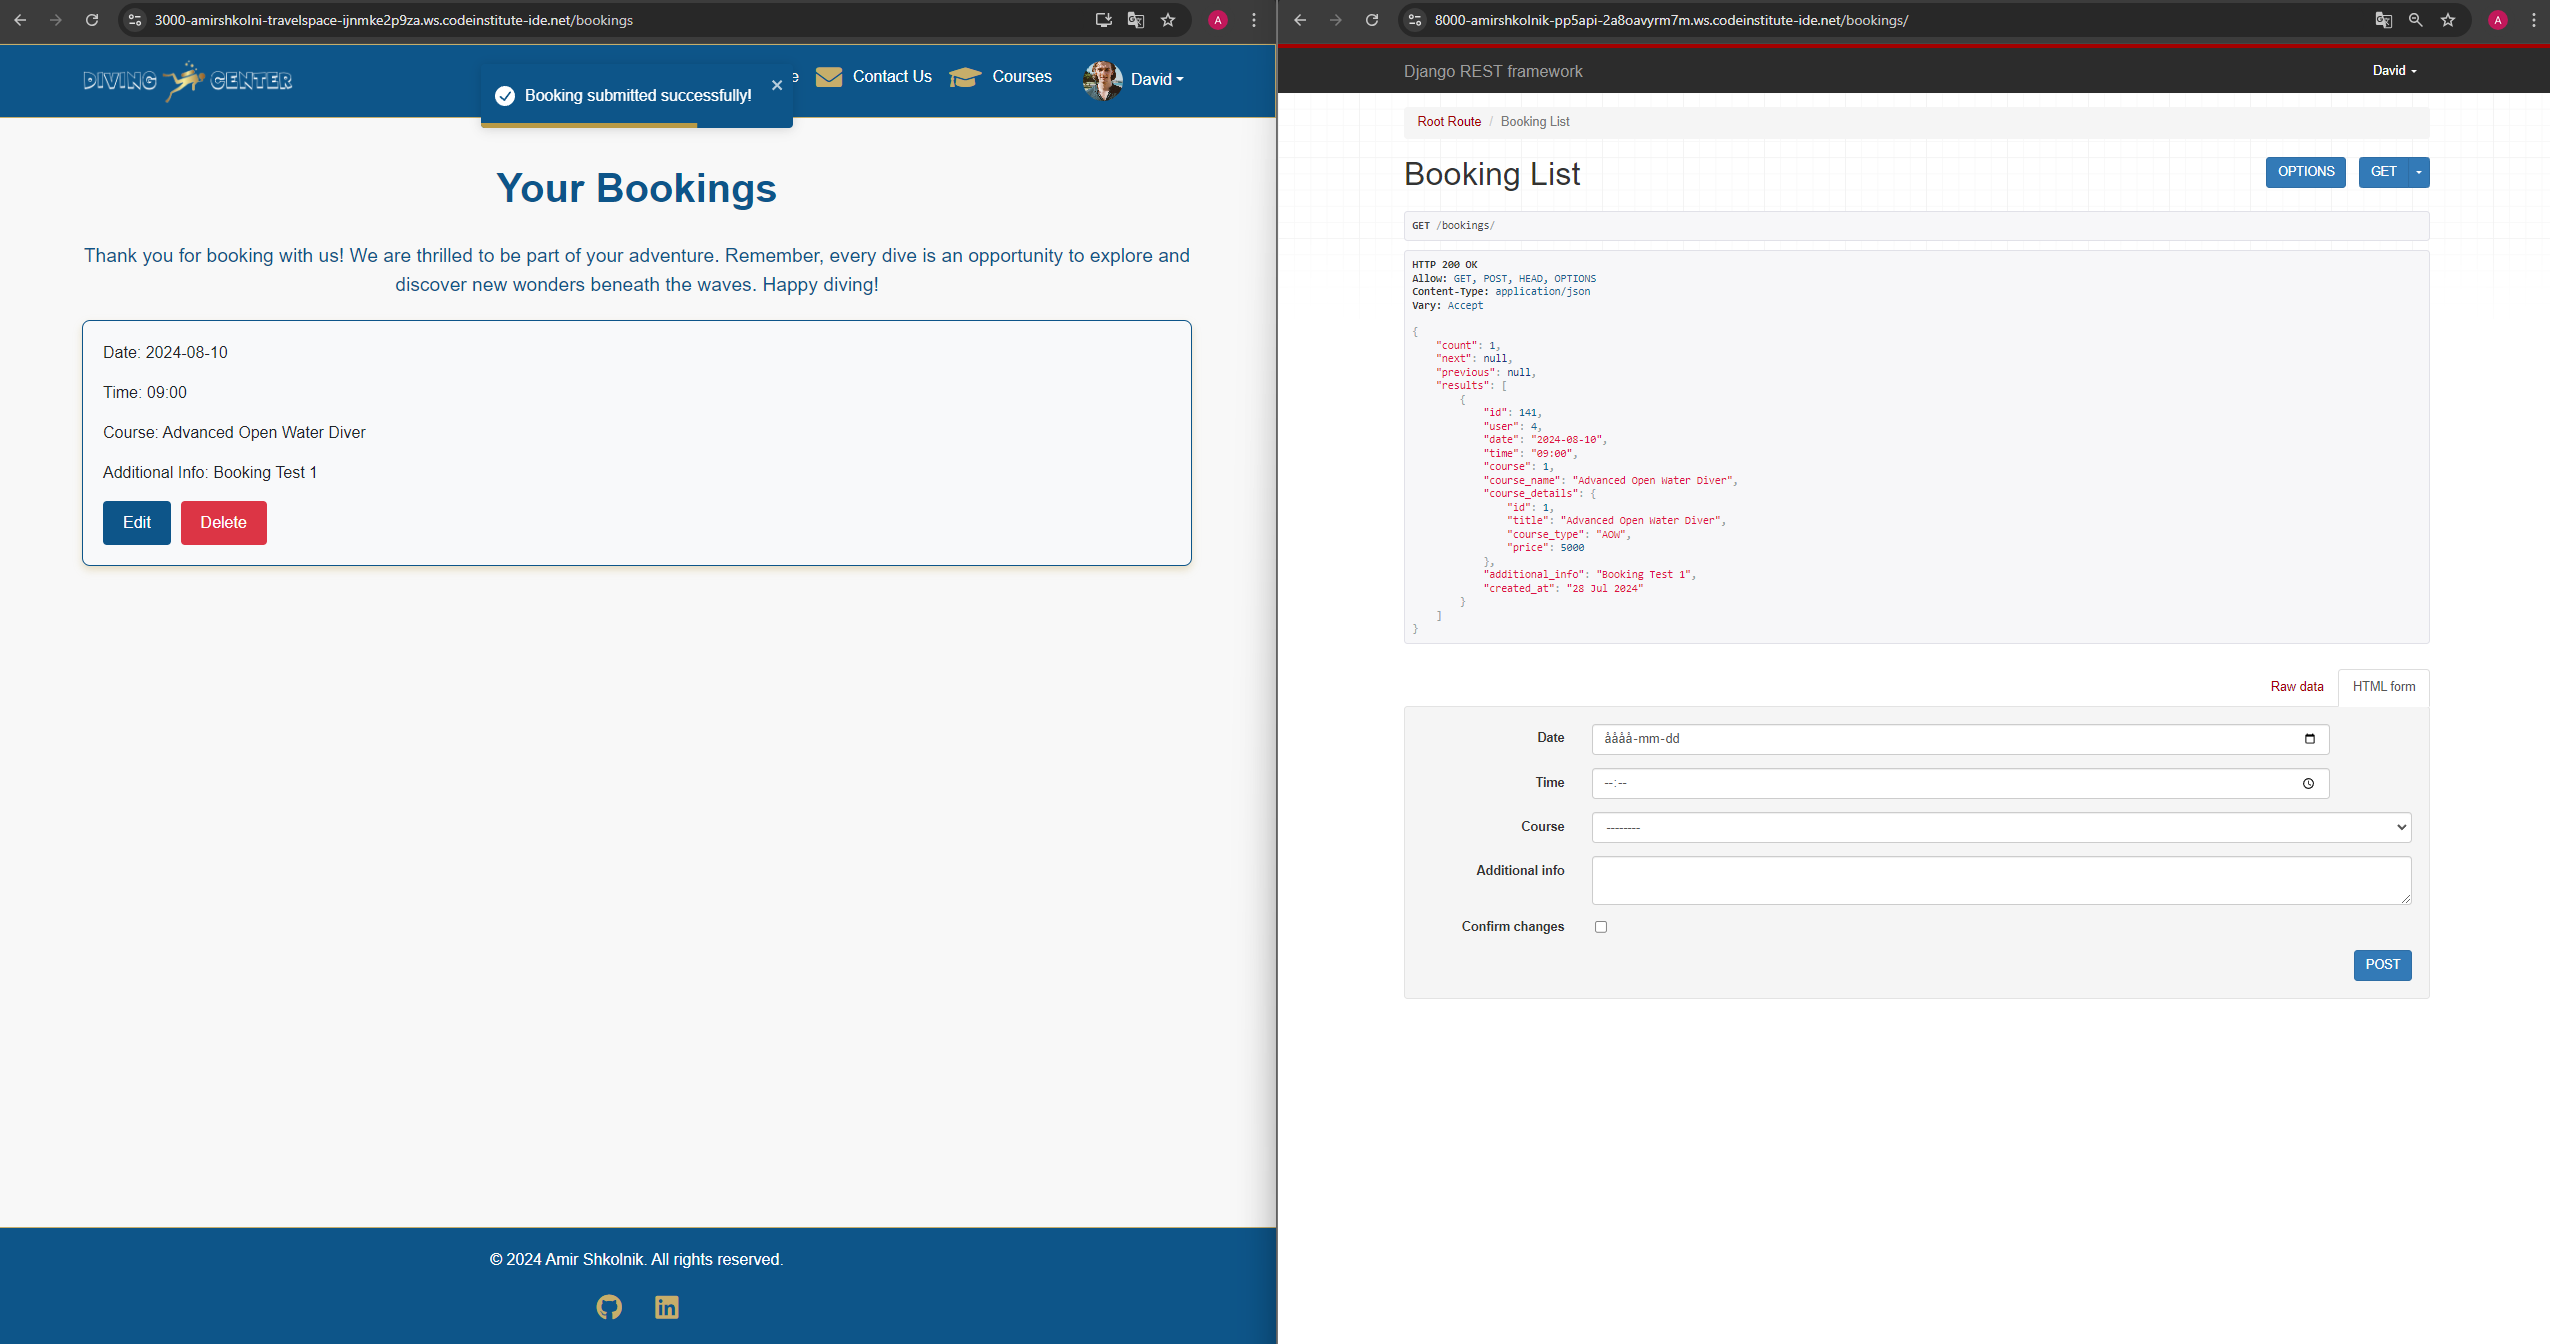 3000-amirshkolni-travelspace-ijnmke2p9za.ws.codeinstitute-ide.net/bookings
A
DIVING CENTER
Booking submitted successfully!
e
Contact Us
Courses
David
Your Bookings
Thank you for booking with us! We are thrilled to be part of your adventure. Remember, every dive is an opportunity to explore and
discover new wonders beneath the waves. Happy diving!
Date: 2024-08-10
Time: 09:00
Course: Advanced Open Water Diver
Additional Info: Booking Test 1
Edit Delete
© 2024 Amir Shkolnik. All rights reserved.
8000-amirshkolnik-pp5api-2a8oavyrm7m.ws.codeinstitute-ide.net/bookings/
A
Django REST framework
David
Root Route / Booking List
Booking List
OPTIONS GET
GET /bookings/
HTTP 200 OK
Allow: GET, POST, HEAD, OPTIONS
Content-Type: application/json
Vary: Accept
{
"count": 1,
"next": null,
"previous": null,
"results": [
{
"id": 141,
"user": 4,
"date": "2024-08-10",
"time": "09:00",
"course": 1,
"course_name": "Advanced Open Water Diver",
"course_details": {
"id": 1,
"title": "Advanced Open Water Diver",
"course_type": "AOW",
"price": 5000
},
"additional_info": "Booking Test 1",
"created_at": "28 Jul 2024"
}
]
}
Raw data HTML form
Date åååå-mm-dd
Time --:--
Course --------
Additional info
Confirm changes
POST